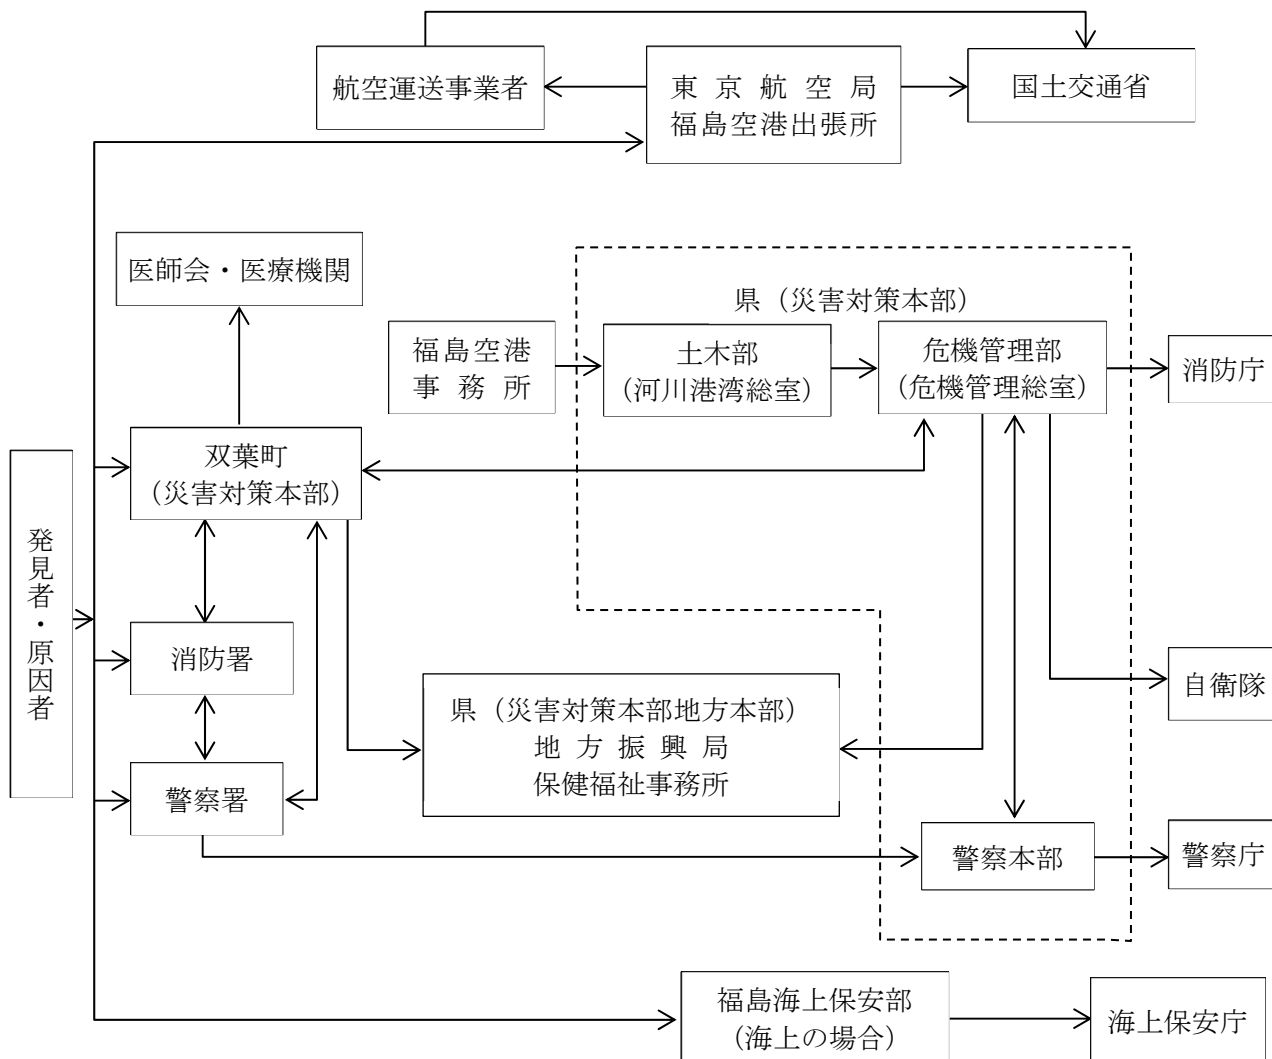 航空運送事業者
東京航空局
福島空港出張所
国土交通省
医師会・医療機関
県（災害対策本部）
福島空港
事務所
土木部
（河川港湾総室）
危機管理部
（危機管理総室）
消防庁
双葉町
（災害対策本部）
発見者・原因者
消防署
自衛隊
県（災害対策本部地方本部）
地方振興局
保健福祉事務所
警察署
警察本部
警察庁
福島海上保安部
（海上の場合）
海上保安庁